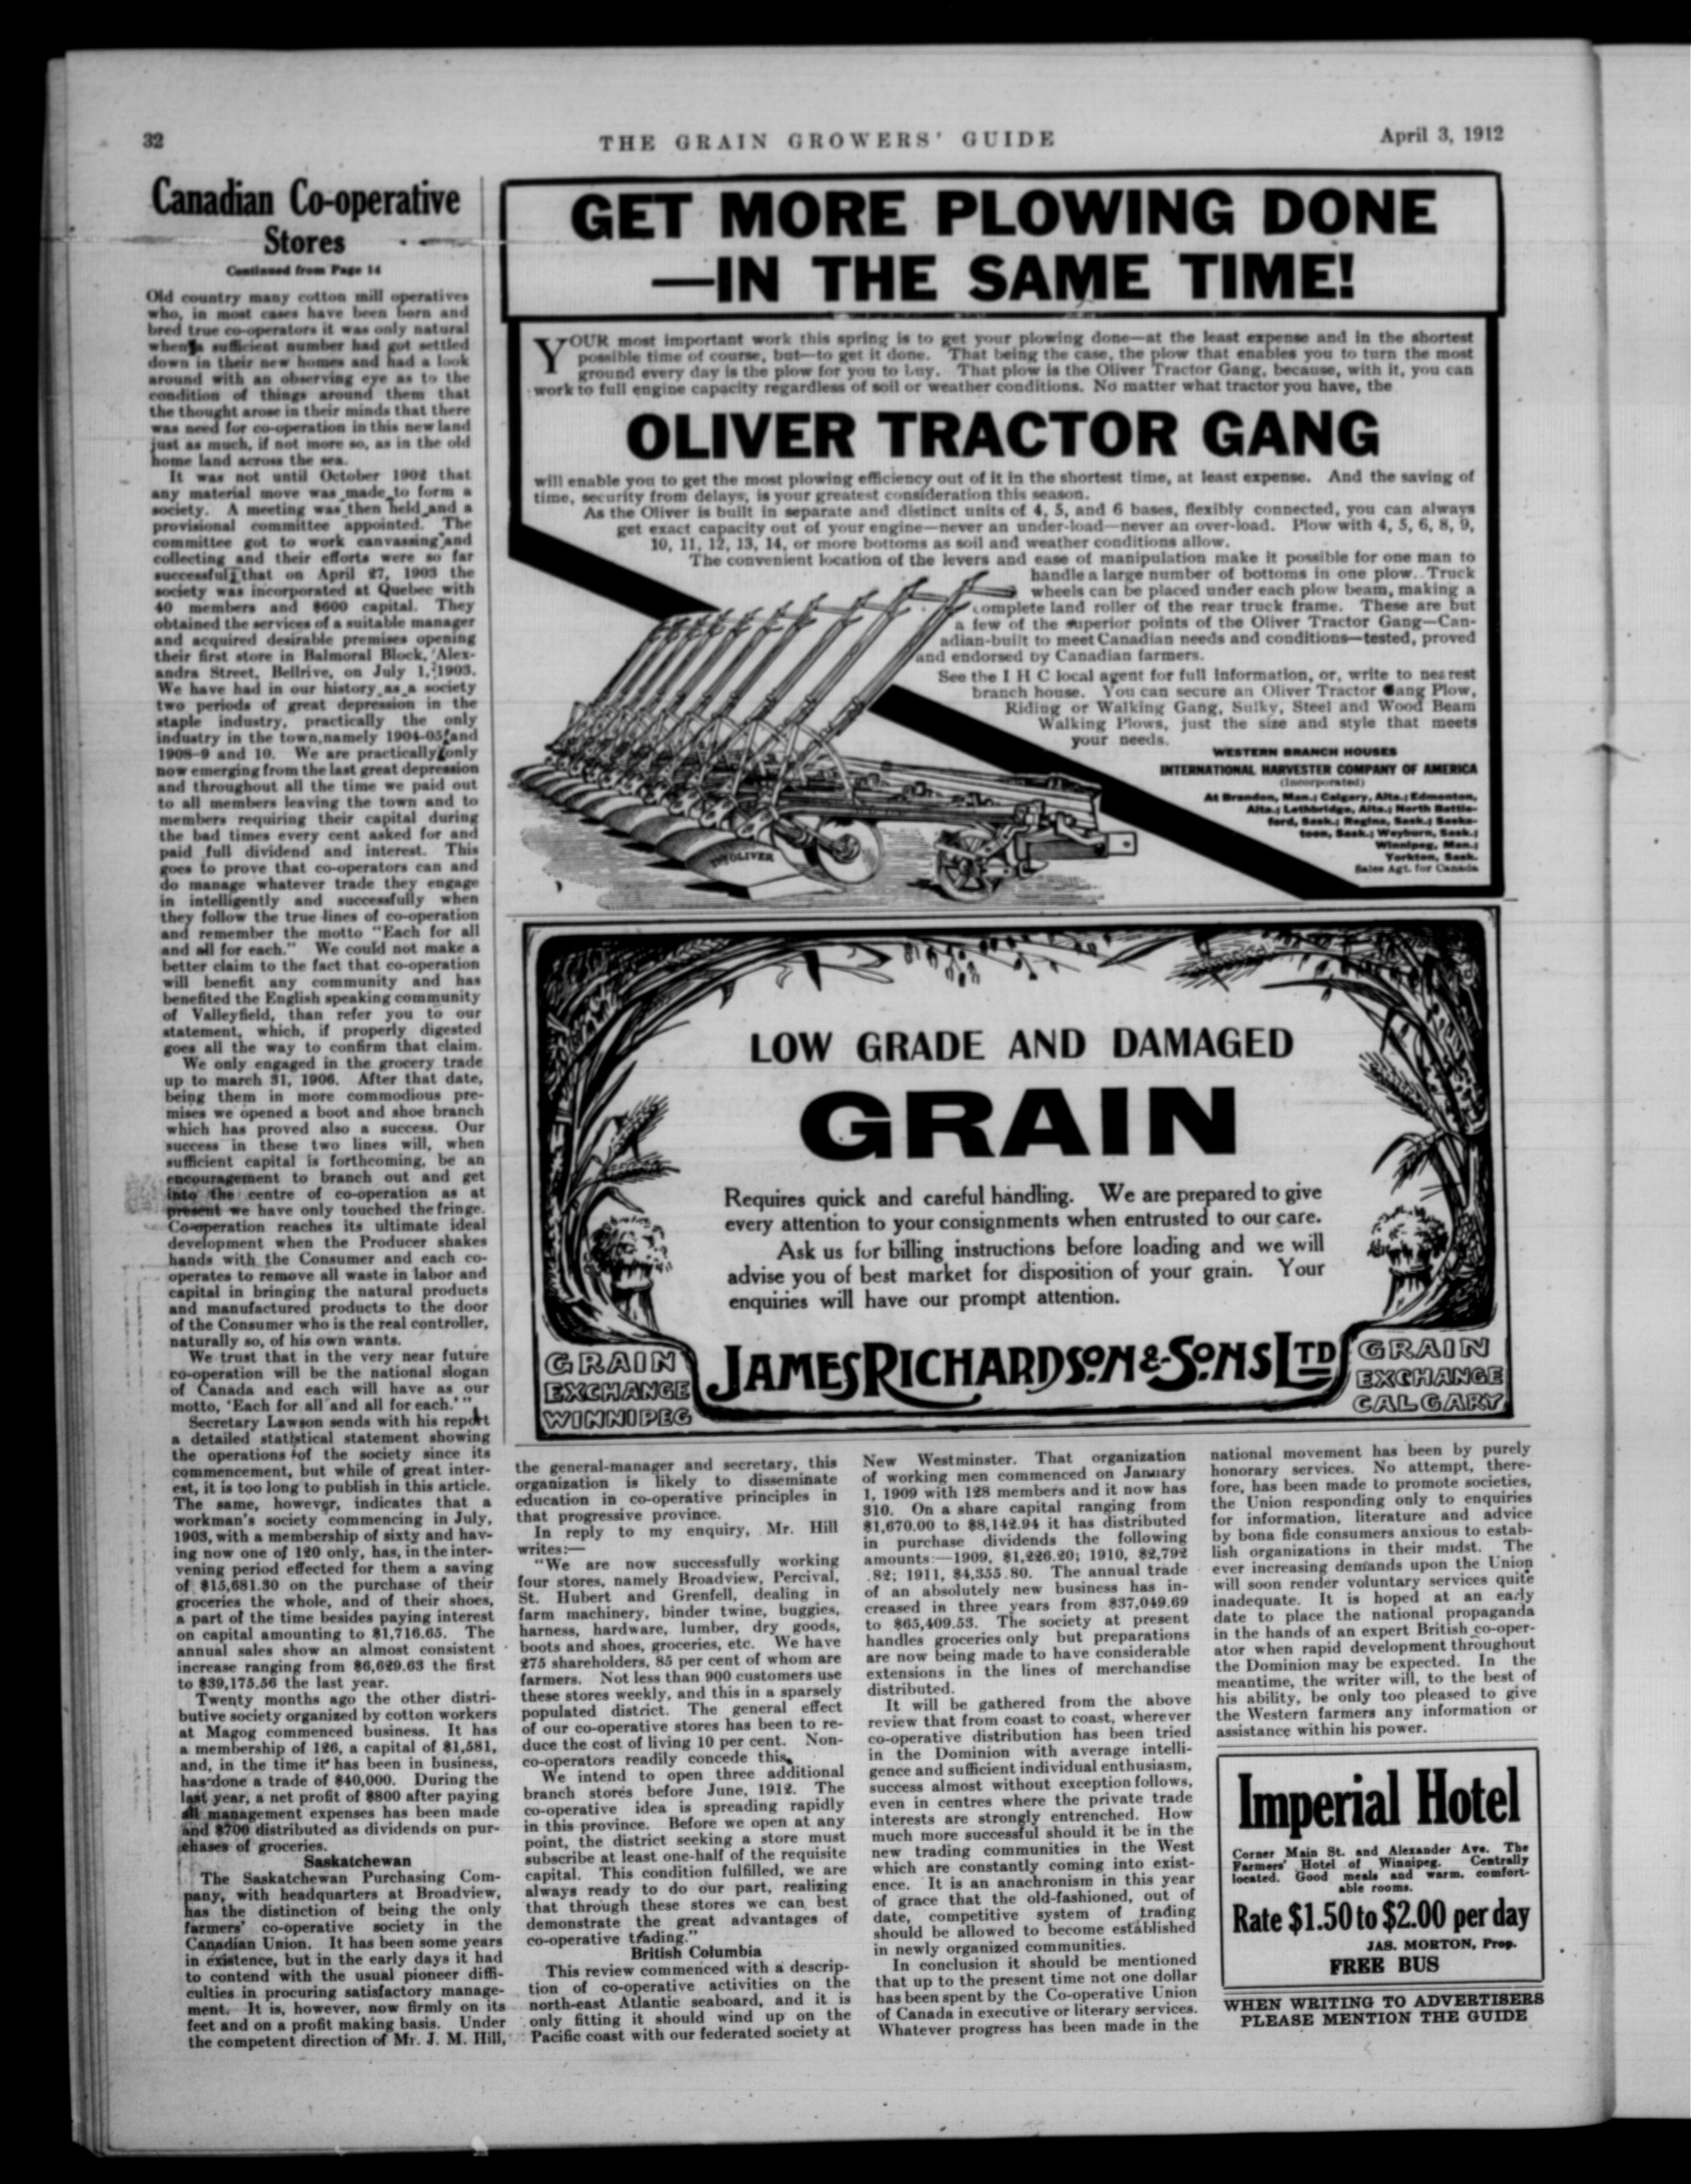 32
THE GRAIN GROWERS' GUIDE
April 3, 1912
Canadian Co-operative
Stores
Continued from Page 14
Old country many cotton mill operatives
who, in most cases have been born and
bred true co-operators it was only natural
when a sufficient number had got settled
down in their new homes and had a look
around with an observing eye as to the
condition of things around them that
the thought arose in their minds that there
was need for co-operation in this new land
just as much, if not more so, as in the old
home land across the sea.
It was not until October 1902 that
any material move was made to form a
society. A meeting was then held and a
provisional committee appointed. The
committee got to work canvassing and
collecting and their efforts were so far
successful that on April 27, 1903 the
society was incorporated at Quebec with
40 members and $600 capital. They
obtained the services of a suitable manager
and acquired desirable premises opening
their first store in Balmoral Block, Alex-
andra Street, Bellrive, on July 1, 1903.
We have had in our history as a society
two periods of great depression in the
staple industry, practically the only
industry in the town, namely 1904-05 and
1908-9 and 10. We are practically only
now emerging from the last great depression
and throughout all the time we paid out
to all members leaving the town and to
members requiring their capital during
the bad times every cent asked for and
paid full dividend and interest. This
goes to prove that co-operators can and
do manage whatever trade they engage
in intelligently and successfully when
they follow the true lines of co-operation
and remember the motto "Each for all
and all for each." We could not make a
better claim to the fact that co-operation
will benefit any community and has
benefited the English speaking community
of Valleyfield, than refer you to our
statement, which, if properly digested
goes all the way to confirm that claim.
We only engaged in the grocery trade
up to march 31, 1906. After that date,
being them in more commodious pre-
mises we opened a boot and shoe branch
which has proved also a success. Our
success in these two lines will, when
sufficient capital is forthcoming, be an
encouragement to branch out and get
into the centre of co-operation as at
present we have only touched the fringe.
Co-operation reaches its ultimate ideal
development when the Producer shakes
hands with the Consumer and each co-
operates to remove all waste in labor and
capital in bringing the natural products
and manufactured products to the door
of the Consumer who is the real controller,
naturally so, of his own wants.
We trust that in the very near future
co-operation will be the national slogan
of Canada and each will have as our
motto, 'Each for all and all for each.'"
Secretary Lawson sends with his report
a detailed statistical statement showing
the operations of the society since its
commencement, but while of great inter-
est, it is too long to publish in this article.
The same, however, indicates that a
workman's society commencing in July,
1903, with a membership of sixty and hav-
ing now one of 120 only, has, in the inter-
vening period effected for them a saving
of $15,681.30 on the purchase of their
groceries the whole, and of their shoes,
a part of the time besides paying interest
on capital amounting to $1,716.65. The
annual sales show an almost consistent
increase ranging from $6,629.63 the first
to $39,175.56 the last year.
Twenty months ago the other distri-
butive society organized by cotton workers
at Magog commenced business. It has
a membership of 126, a capital of $1,581,
and, in the time it has been in business,
has done a trade of $40,000. During the
last year, a net profit of $800 after paying
all management expenses has been made
and $700 distributed as dividends on pur-
chases of groceries.
Saskatchewan
The Saskatchewan Purchasing Com-
pany, with headquarters at Broadview,
has the distinction of being the only
farmers' co-operative society in the
Canadian Union. It has been some years
in existence, but in the early days it had
to contend with the usual pioneer diffi-
culties in procuring satisfactory manage-
ment. It is, however, now firmly on its
feet and on a profit making basis. Under
the competent direction of Mr. J. M. Hill,
GET MORE PLOWING DONE
—IN THE SAME TIME!
YOUR most important work this spring is to get your plowing done—at the least expense and in the shortest
possible time of course, but—to get it done. That being the case, the plow that enables you to turn the most
ground every day is the plow for you to buy. That plow is the Oliver Tractor Gang, because, with it, you can
work to full engine capacity regardless of soil or weather conditions. No matter what tractor you have, the
OLIVER TRACTOR GANG
will enable you to get the most plowing efficiency out of it in the shortest time, at least expense. And the saving of
time, security from delays, is your greatest consideration this season.
As the Oliver is built in separate and distinct units of 4, 5, and 6 bases, flexibly connected, you can always
get exact capacity out of your engine—never an under-load—never an over-load. Plow with 4, 5, 6, 8, 9,
10, 11, 12, 13, 14, or more bottoms as soil and weather conditions allow.
The convenient location of the levers and ease of manipulation make it possible for one man to
handle a large number of bottoms in one plow. Truck
wheels can be placed under each plow beam, making a
complete land roller of the rear truck frame. These are but
a few of the superior points of the Oliver Tractor Gang—Can-
adian-built to meet Canadian needs and conditions—tested, proved
and endorsed by Canadian farmers.
See the I H C local agent for full information, or, write to nearest
branch house. You can secure an Oliver Tractor Gang Plow,
Riding or Walking Gang, Sulky, Steel and Wood Beam
Walking Plows, just the size and style that meets
your needs.
WESTERN BRANCH HOUSES
INTERNATIONAL HARVESTER COMPANY OF AMERICA
(Incorporated)
At Brandon, Man.; Calgary, Alta.; Edmonton,
Alta.; Lethbridge, Alta.; North Battle-
ford, Sask.; Regina, Sask.; Saska-
toon, Sask.; Weyburn, Sask.;
Winnipeg, Man.;
Yorkton, Sask.
Sales Agt. for Canada
OLIVER
LOW GRADE AND DAMAGED
GRAIN
Requires quick and careful handling. We are prepared to give
every attention to your consignments when entrusted to our care.
Ask us for billing instructions before loading and we will
advise you of best market for disposition of your grain. Your
enquiries will have our prompt attention.
GRAIN
EXCHANGE
WINNIPEG
JAMES RICHARDSON & SONS LTD
GRAIN
EXCHANGE
CALGARY
the general-manager and secretary, this
organization is likely to disseminate
education in co-operative principles in
that progressive province.
In reply to my enquiry, Mr. Hill
writes:—
"We are now successfully working
four stores, namely Broadview, Percival,
St. Hubert and Grenfell, dealing in
farm machinery, binder twine, buggies,
harness, hardware, lumber, dry goods,
boots and shoes, groceries, etc. We have
275 shareholders, 85 per cent of whom are
farmers. Not less than 900 customers use
these stores weekly, and this in a sparsely
populated district. The general effect
of our co-operative stores has been to re-
duce the cost of living 10 per cent. Non-
co-operators readily concede this.
We intend to open three additional
branch stores before June, 1912. The
co-operative idea is spreading rapidly
in this province. Before we open at any
point, the district seeking a store must
subscribe at least one-half of the requisite
capital. This condition fulfilled, we are
always ready to do our part, realizing
that through these stores we can best
demonstrate the great advantages of
co-operative trading."
British Columbia
This review commenced with a descrip-
tion of co-operative activities on the
north-east Atlantic seaboard, and it is
only fitting it should wind up on the
Pacific coast with our federated society at
New Westminster. That organization
of working men commenced on January
1, 1909 with 128 members and it now has
310. On a share capital ranging from
$1,670.00 to $8,142.94 it has distributed
in purchase dividends the following
amounts:—1909, $1,226.20; 1910, $2,792
.82; 1911, $4,355.80. The annual trade
of an absolutely new business has in-
creased in three years from $37,049.69
to $65,409.53. The society at present
handles groceries only but preparations
are now being made to have considerable
extensions in the lines of merchandise
distributed.
It will be gathered from the above
review that from coast to coast, wherever
co-operative distribution has been tried
in the Dominion with average intelli-
gence and sufficient individual enthusiasm,
success almost without exception follows,
even in centres where the private trade
interests are strongly entrenched. How
much more successful should it be in the
new trading communities in the West
which are constantly coming into exist-
ence. It is an anachronism in this year
of grace that the old-fashioned, out of
date, competitive system of trading
should be allowed to become established
in newly organized communities.
In conclusion it should be mentioned
that up to the present time not one dollar
has been spent by the Co-operative Union
of Canada in executive or literary services.
Whatever progress has been made in the
national movement has been by purely
honorary services. No attempt, there-
fore, has been made to promote societies,
the Union responding only to enquiries
for information, literature and advice
by bona fide consumers anxious to estab-
lish organizations in their midst. The
ever increasing demands upon the Union
will soon render voluntary services quite
inadequate. It is hoped at an early
date to place the national propaganda
in the hands of an expert British co-oper-
ator when rapid development throughout
the Dominion may be expected. In the
meantime, the writer will, to the best of
his ability, be only too pleased to give
the Western farmers any information or
assistance within his power.
Imperial Hotel
Corner Main St. and Alexander Ave. The
Farmers' Hotel of Winnipeg. Centrally
located. Good meals and warm, comfort-
able rooms.
Rate $1.50 to $2.00 per day
JAS. MORTON, Prop.
FREE BUS
WHEN WRITING TO ADVERTISERS
PLEASE MENTION THE GUIDE